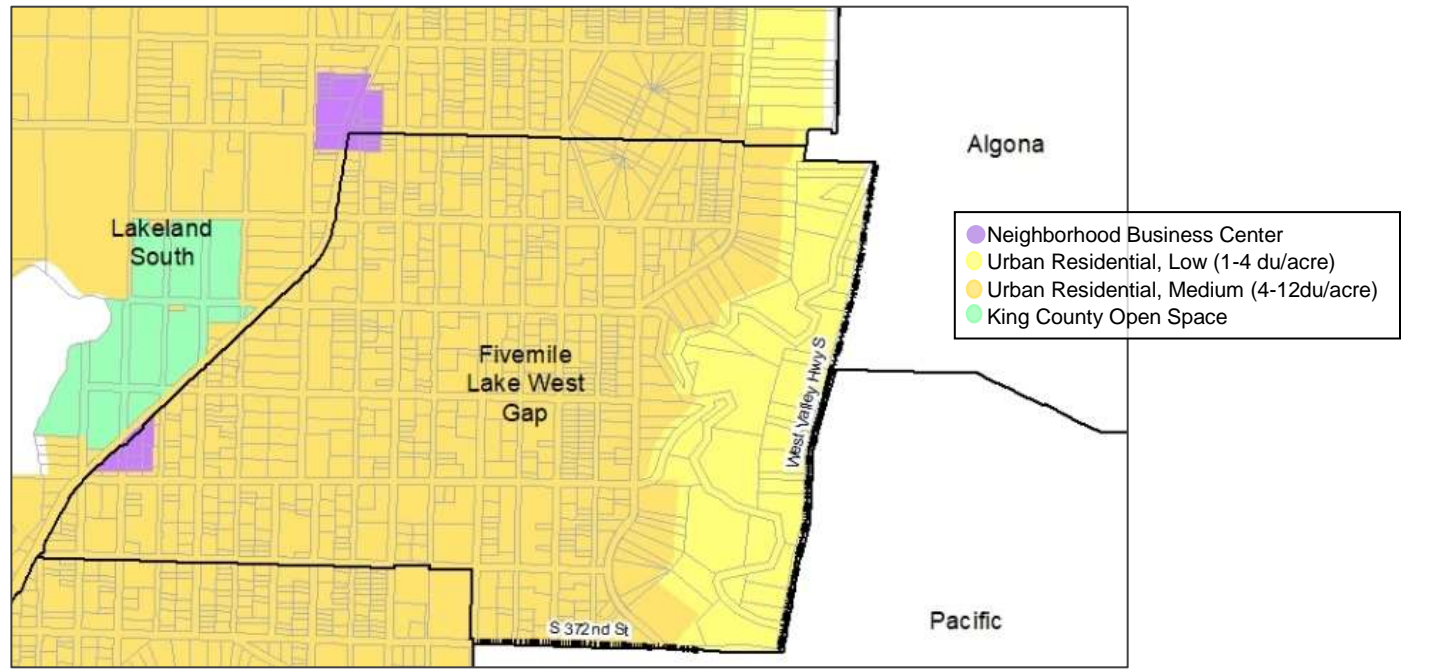 Algona
Lakeland
South
Neighborhood Business Center
Urban Residential, Low (1-4 du/acre)
Urban Residential, Medium (4-12du/acre)
King County Open Space
Fivemile
Lake West
Gap
West Valley Hwy S
Pacific
S 372nd St